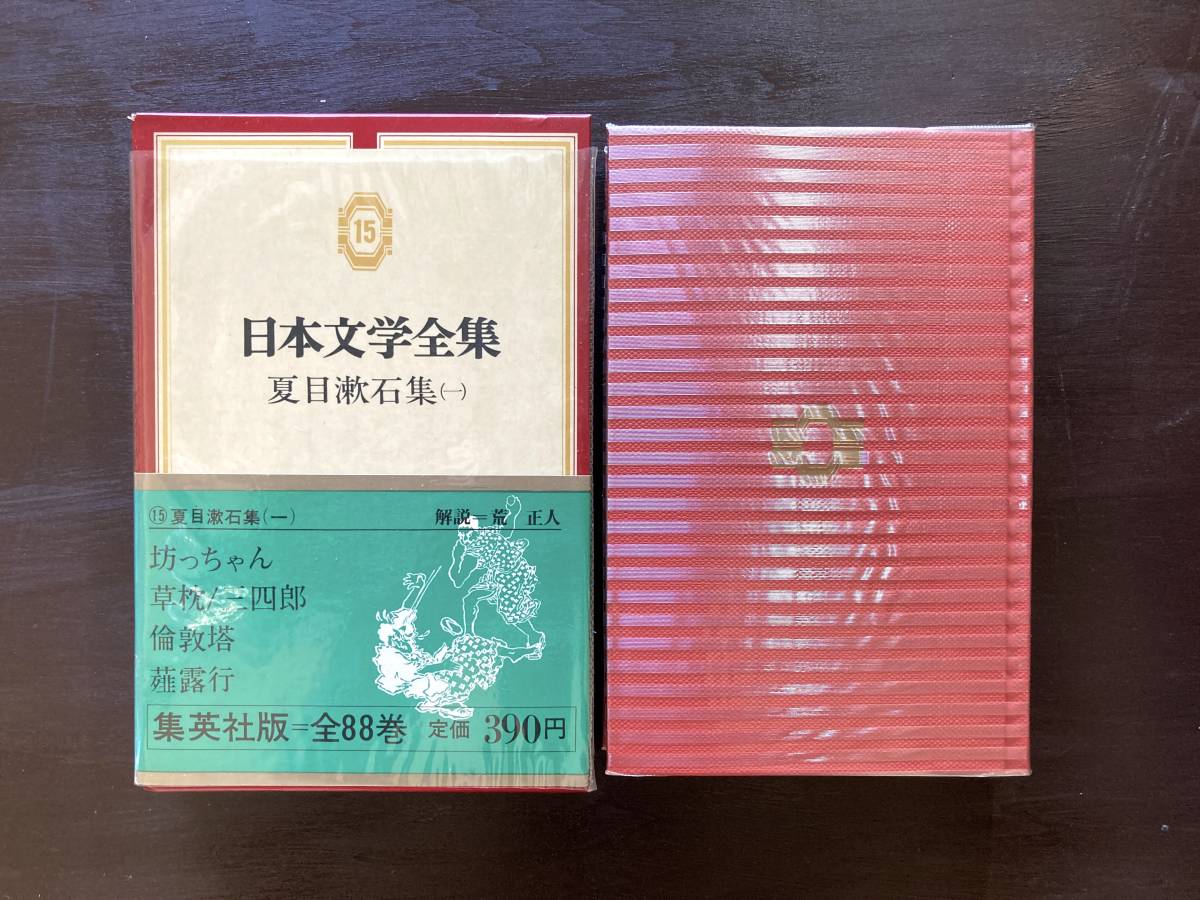 15
日本文学全集
夏目漱石集(一)
⑮夏目漱石集(一) 解説=荒 正人
坊っちゃん
草枕/三四郎
倫敦塔
薤露行
集英社版=全88巻 定価 390円